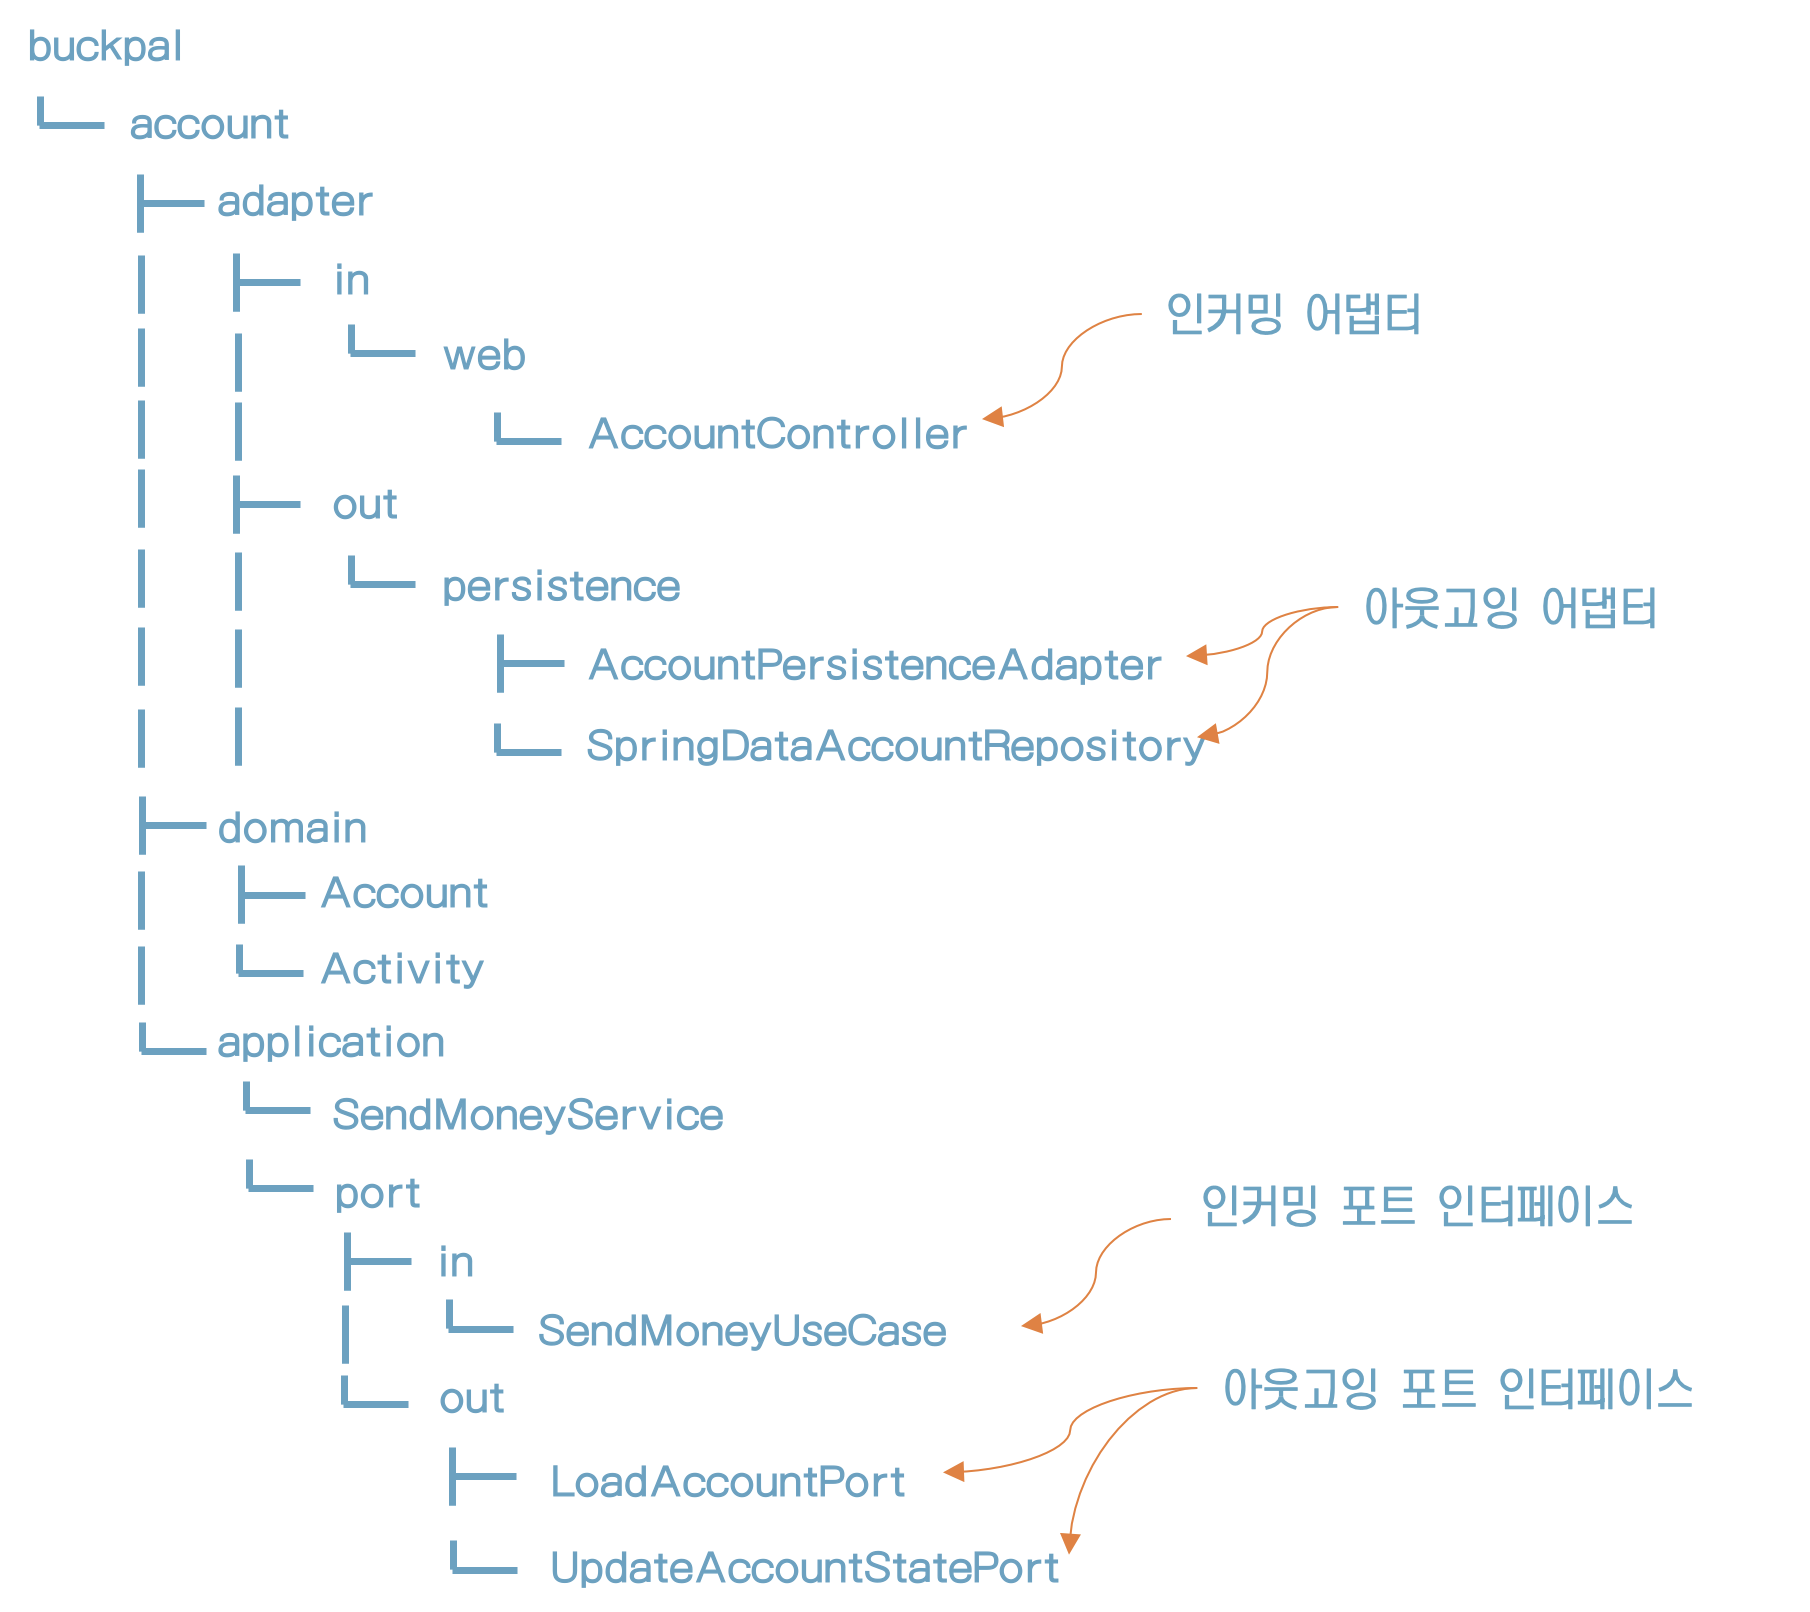 buckpal
account
adapter
in
인커밍 어댑터
web
AccountController
out
persistence
아웃고잉 어댑터
AccountPersistenceAdapter
SpringDataAccountRepository
domain
Account
Activity
application
SendMoneyService
port
인커밍 포트 인터페이스
in
SendMoneyUseCase
아웃고잉 포트 인터페이스
out
LoadAccountPort
UpdateAccountStatePort